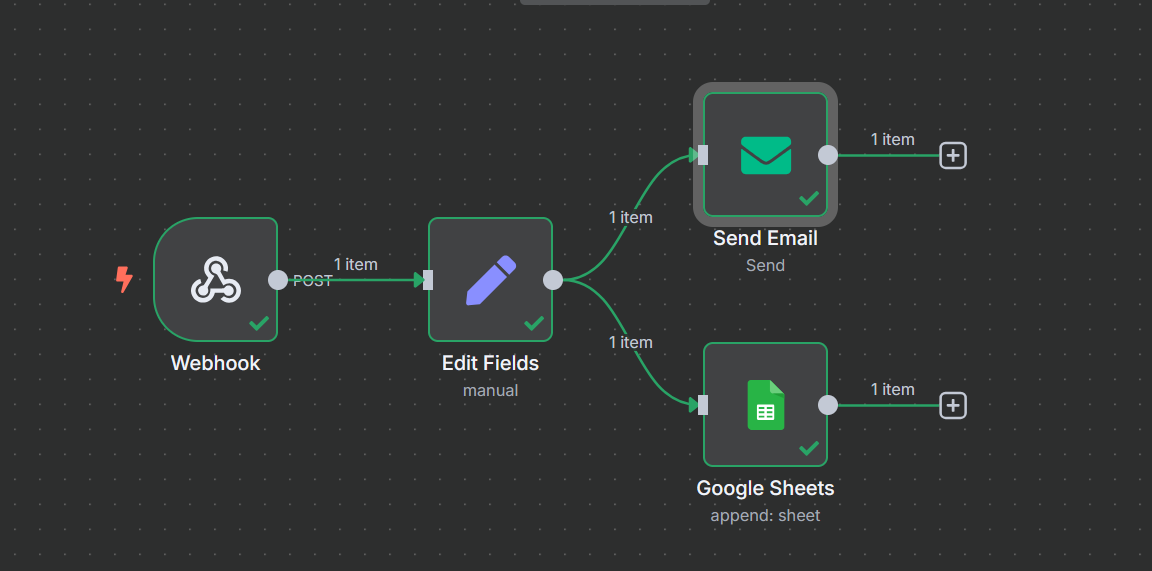 1 item
Send Email
Send
1 item
POST
1 item
Webhook
Edit Fields
manual
1 item
1 item
Google Sheets
append: sheet